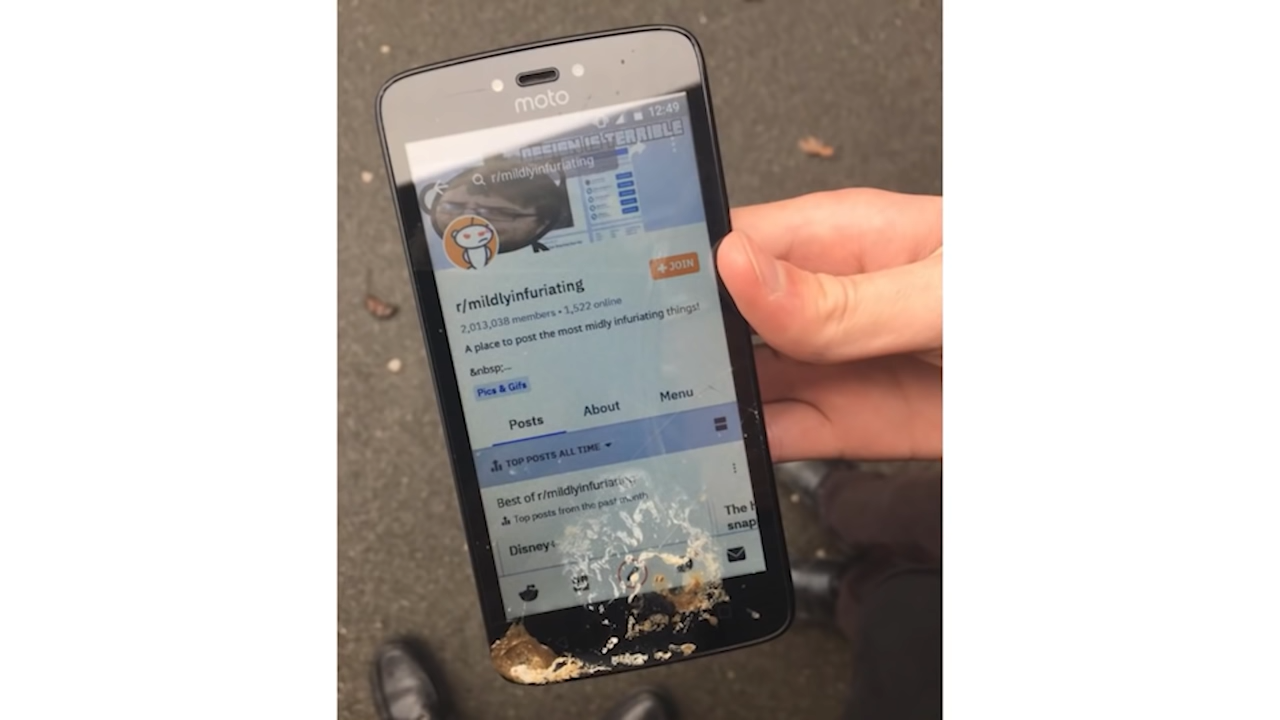 moto
12:49
DESIGN IS TERRIBLE
r/mildlyinfuriating
+ JOIN
r/mildlyinfuriating
2,013,038 members • 1,522 online
A place to post the most midly infuriating things!
&nbsp;...
Pics & Gifs
Posts About Menu
TOP POSTS ALL TIME
Best of r/mildlyinfuriating
Top posts from the past month
The
snap
Disney+